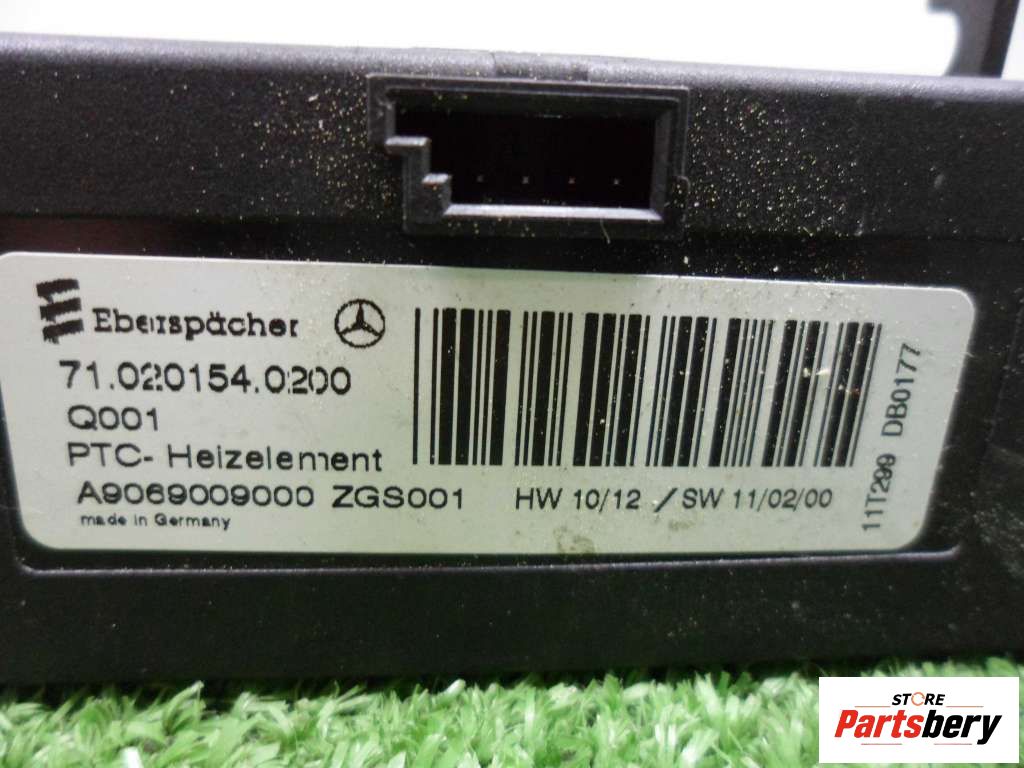 Eberspächer
71.020154.0200
Q001
PTC- Heizelement
A9069009000 ZGS001 HW 10/12 / SW 11/02/00
made in Germany
11T299 DB0177
STORE
Partsbery